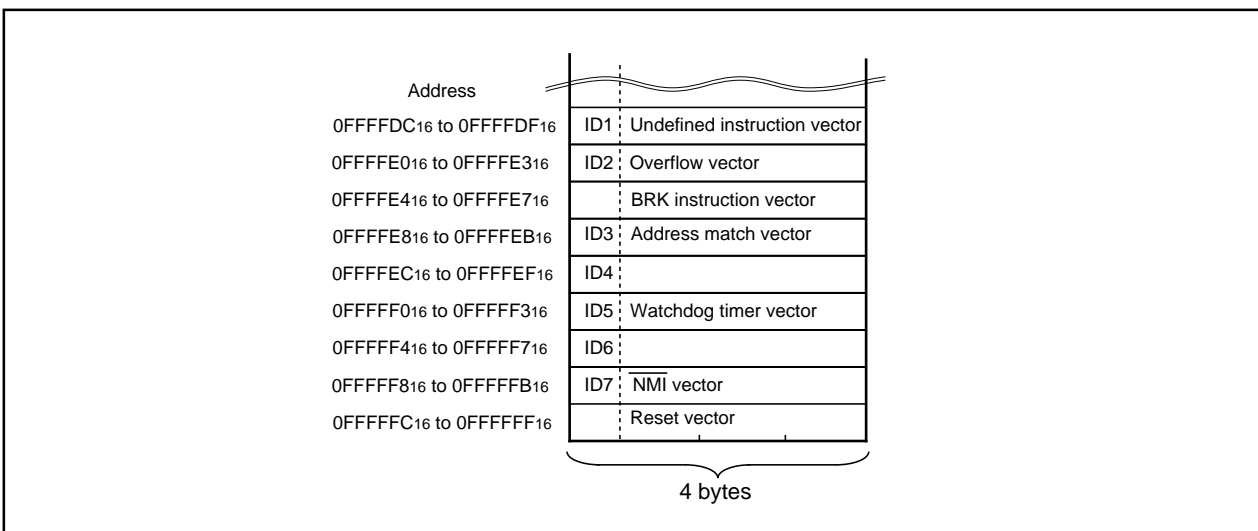 Address
0FFFFDC16 to 0FFFFDF16 ID1 Undefined instruction vector
0FFFFE016 to 0FFFFE316 ID2 Overflow vector
0FFFFE416 to 0FFFFE716 BRK instruction vector
0FFFFE816 to 0FFFFEB16 ID3 Address match vector
0FFFFEC16 to 0FFFFEF16 ID4
0FFFFF016 to 0FFFFF316 ID5 Watchdog timer vector
0FFFFF416 to 0FFFFF716 ID6
0FFFFF816 to 0FFFFFB16 ID7 NMI vector
0FFFFFC16 to 0FFFFFF16 Reset vector
4 bytes